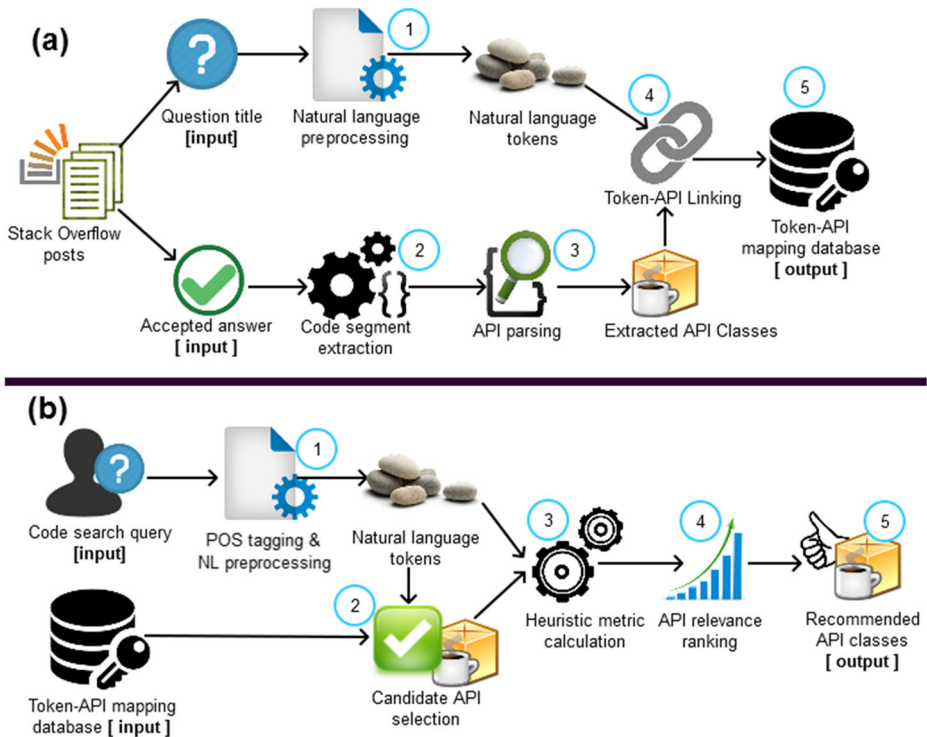 (a)
1
Question title
[input]
Natural language
preprocessing
Natural language
tokens
4
5
Token-API Linking
Token-API
mapping database
[ output ]
Stack Overflow
posts
Accepted answer
[ input ]
2
Code segment
extraction
{}
3
API parsing
Extracted API Classes
(b)
?
Code search query
[input]
1
POS tagging &
NL preprocessing
Natural language
tokens
3
Heuristic metric
calculation
4
API relevance
ranking
5
Recommended
API classes
[ output ]
2
Candidate API
selection
Token-API mapping
database [ input ]